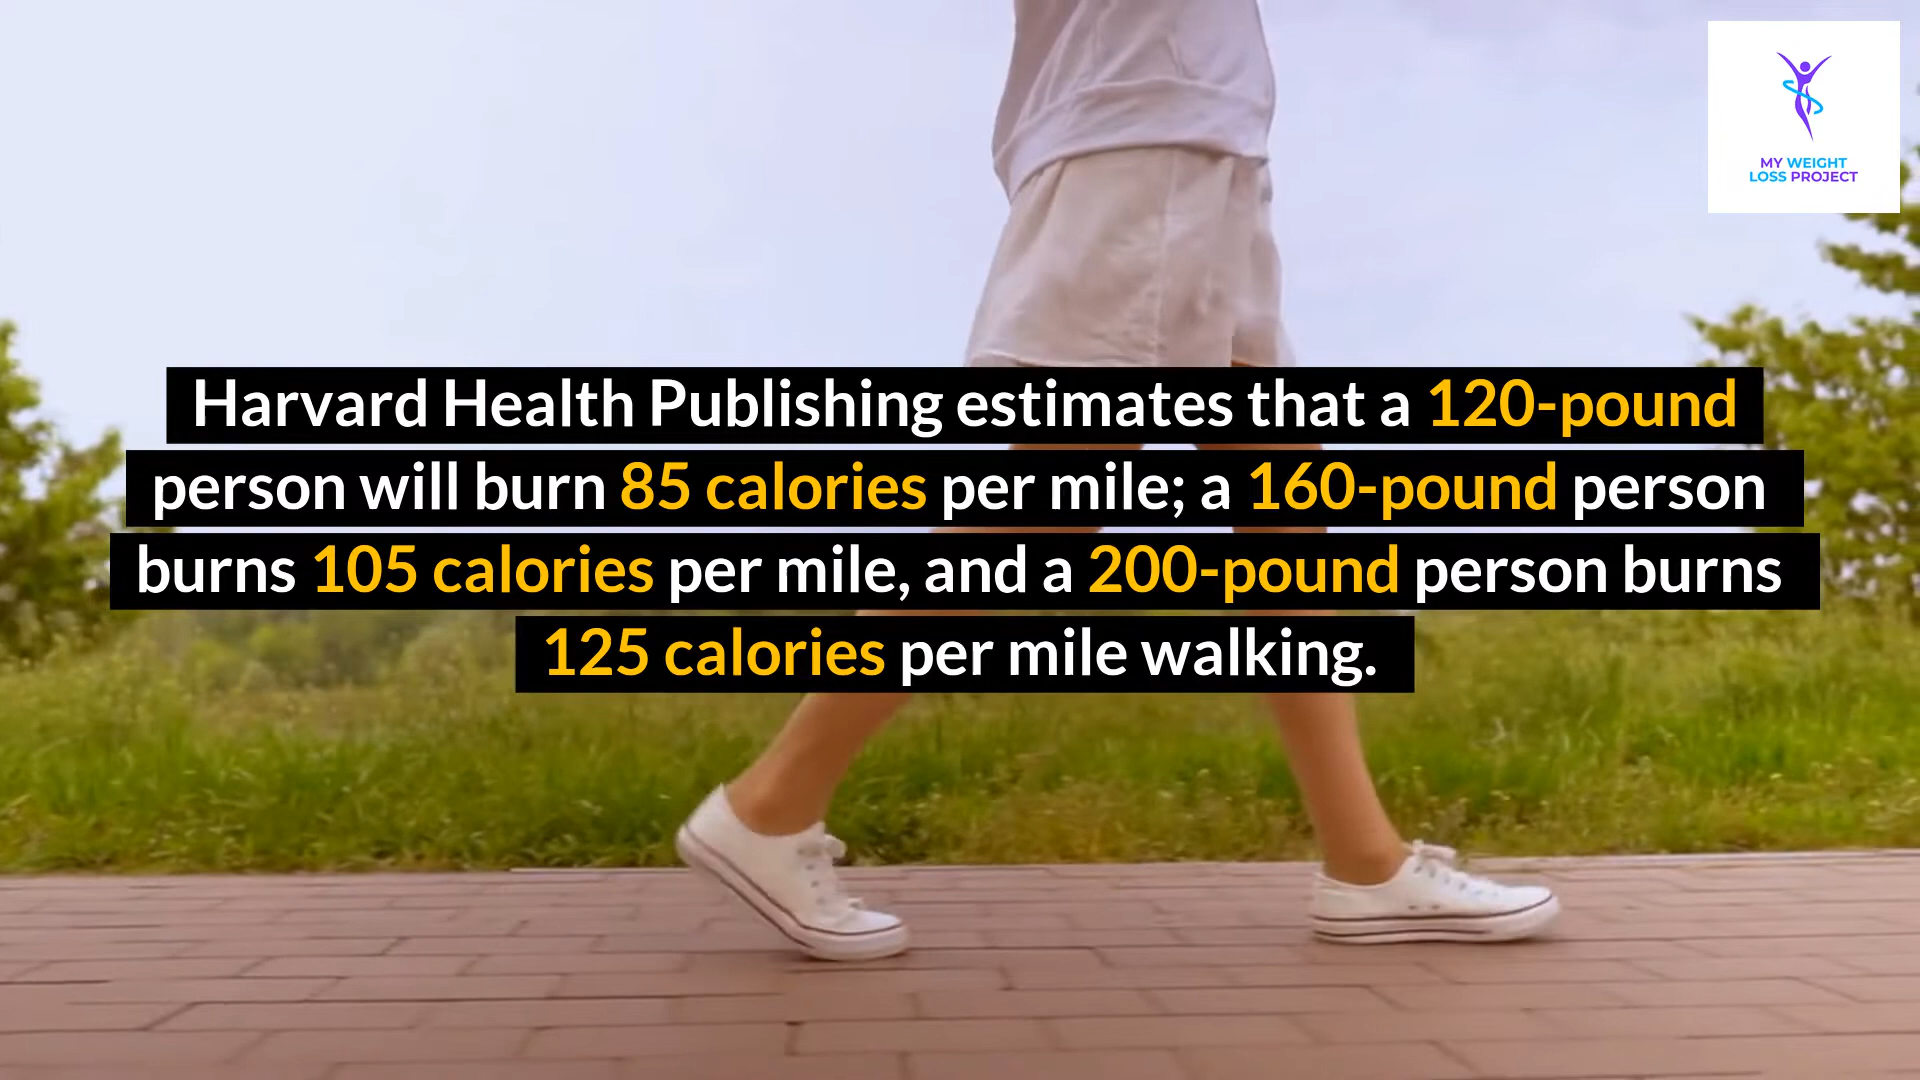 MY WEIGHT
LOSS PROJECT
Harvard Health Publishing estimates that a 120-pound
person will burn 85 calories per mile; a 160-pound person
burns 105 calories per mile, and a 200-pound person burns
125 calories per mile walking.